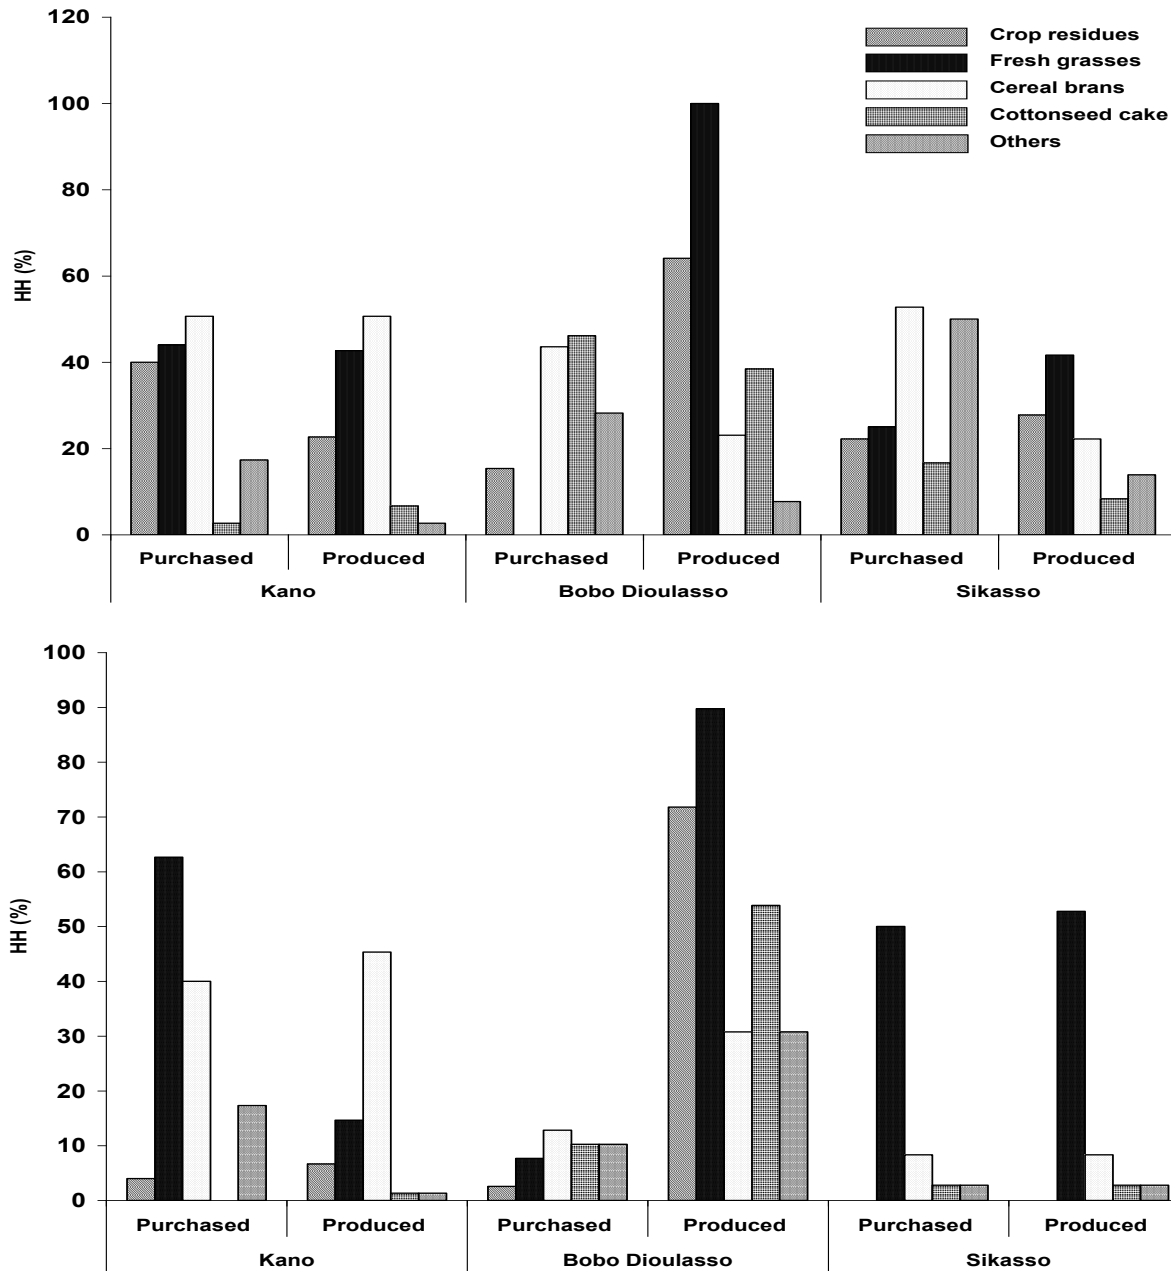 120
100
80
60
40
20
0
HH (%)
Crop residues
Fresh grasses
Cereal brans
Cottonseed cake
Others
Purchased Produced Purchased Produced Purchased Produced
Kano Bobo Dioulasso Sikasso
100
90
80
70
60
50
40
30
20
10
0
HH (%)
Purchased Produced Purchased Produced Purchased Produced
Kano Bobo Dioulasso Sikasso